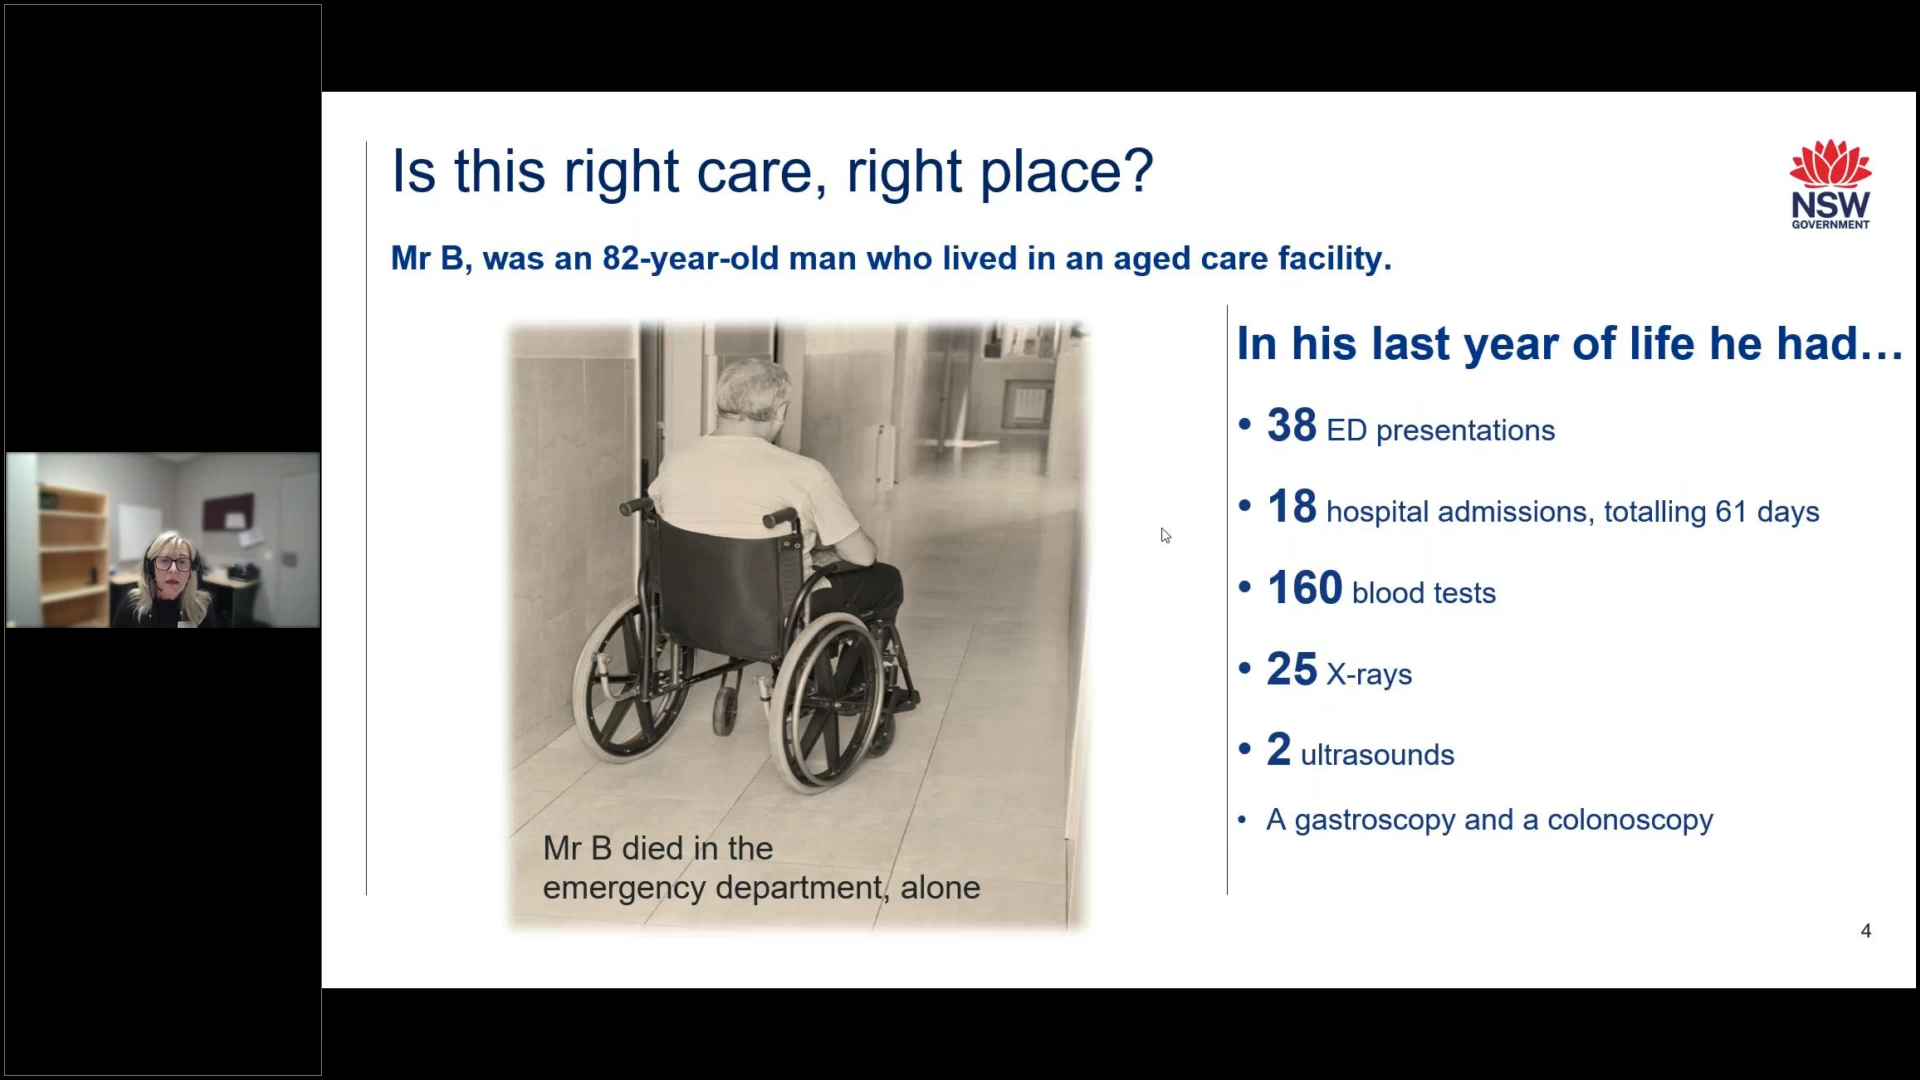 Is this right care, right place?
NSW
GOVERNMENT
Mr B, was an 82-year-old man who lived in an aged care facility.
Mr B died in the
emergency department, alone
In his last year of life he had...
• 38 ED presentations
• 18 hospital admissions, totalling 61 days
• 160 blood tests
• 25 X-rays
• 2 ultrasounds
• A gastroscopy and a colonoscopy
4